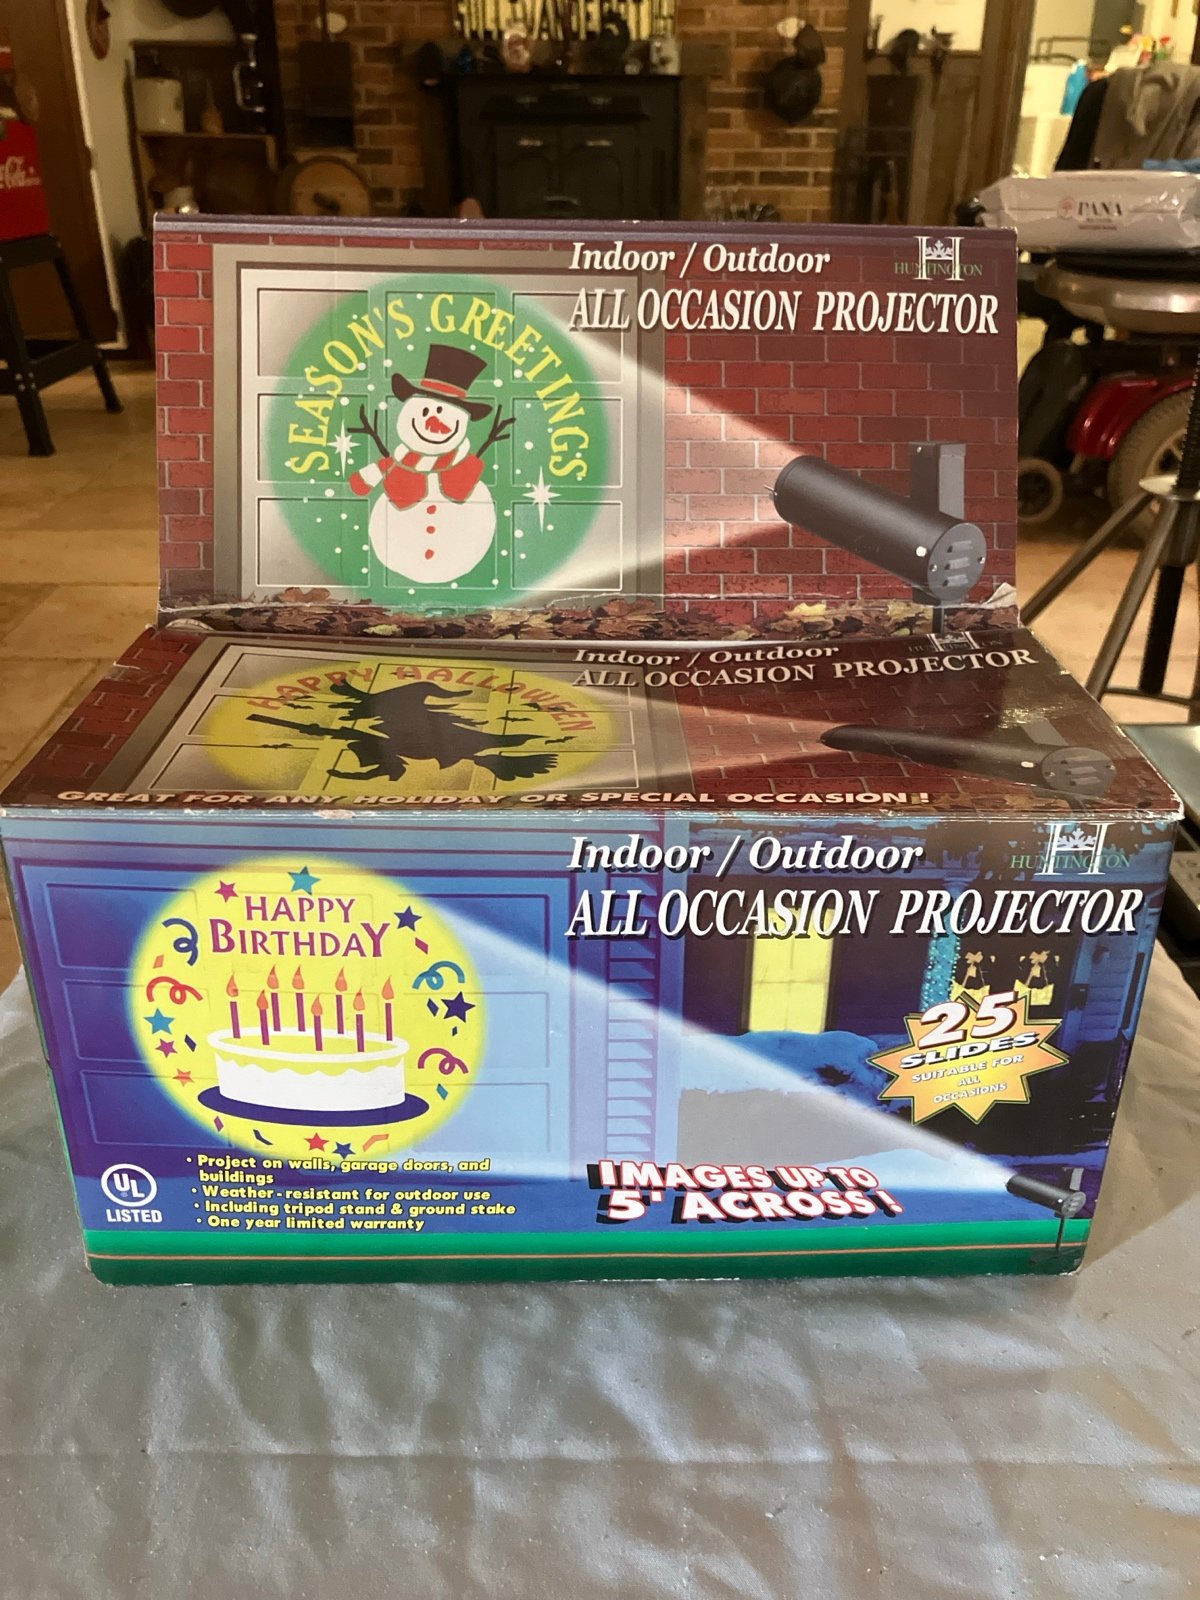 Coca-Cola
PANA
Indoor / Outdoor
HUNTINGTON
ALL OCCASION PROJECTOR
SEASON'S GREETINGS
Indoor / Outdoor
ALL OCCASION PROJECTOR
HAPPY HALLOWEEN
GREAT FOR ANY HOLIDAY OR SPECIAL OCCASION!
Indoor / Outdoor
H
HUNTINGTON
ALL OCCASION PROJECTOR
HAPPY
BIRTHDAY
25
SLIDES
SUITABLE FOR
ALL
OCCASIONS
• Project on walls, garage doors, and
buildings
• Weather-resistant for outdoor use
• Including tripod stand & ground stake
• One year limited warranty
UL
LISTED
IMAGES UP TO
5' ACROSS!